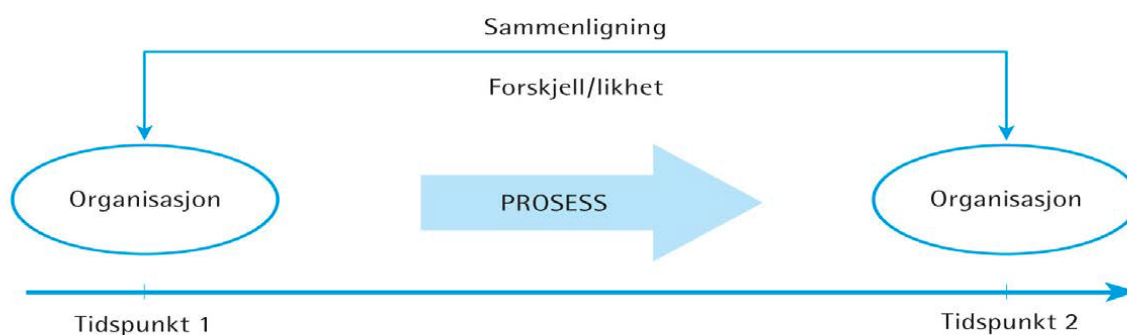 Sammenligning
Forskjell/likhet
Organisasjon
PROSESS
Organisasjon
Tidspunkt 1
Tidspunkt 2